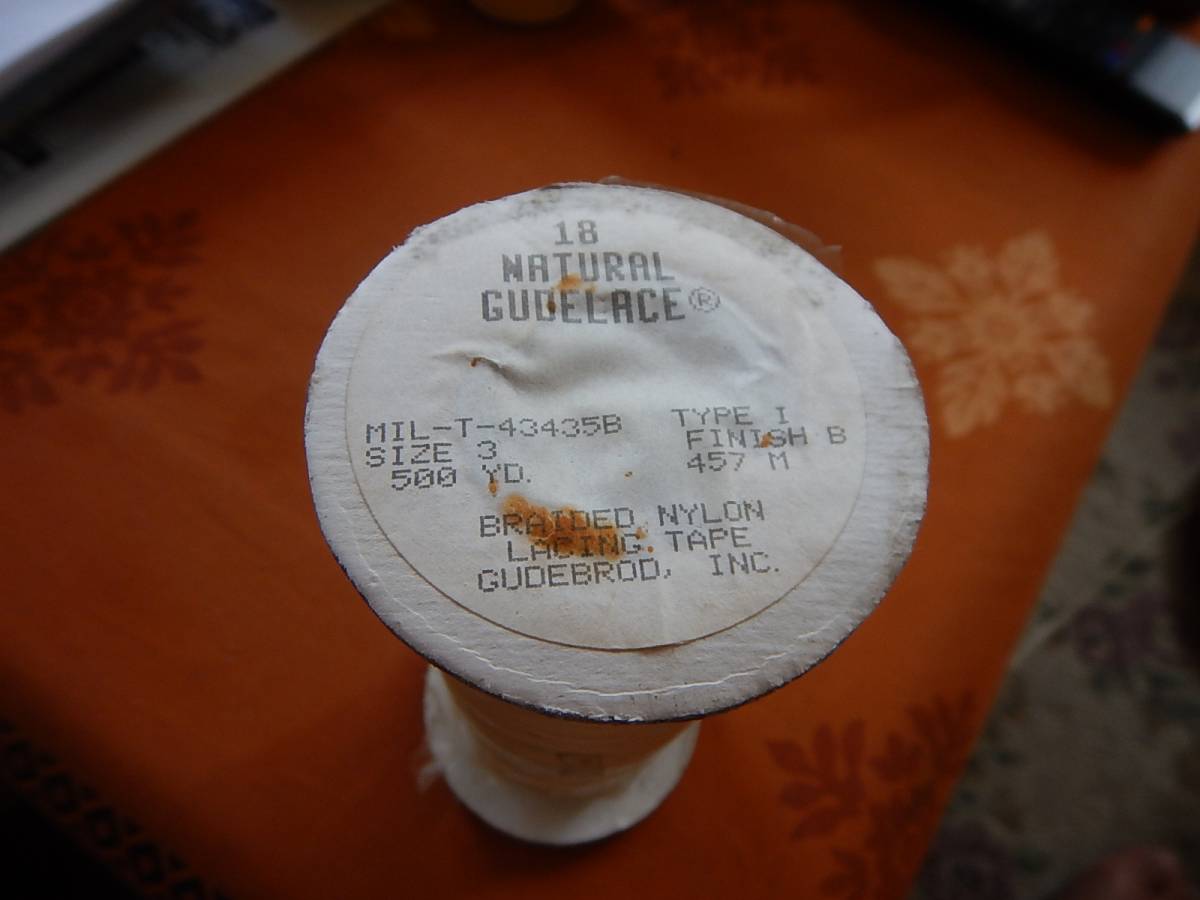 18
NATURAL
GUDELACE®
MIL-T-43435B TYPE I
SIZE 3 FINISH B
500 YD. 457 M
BRAIDED NYLON
LACING TAPE
GUDEBROD, INC.